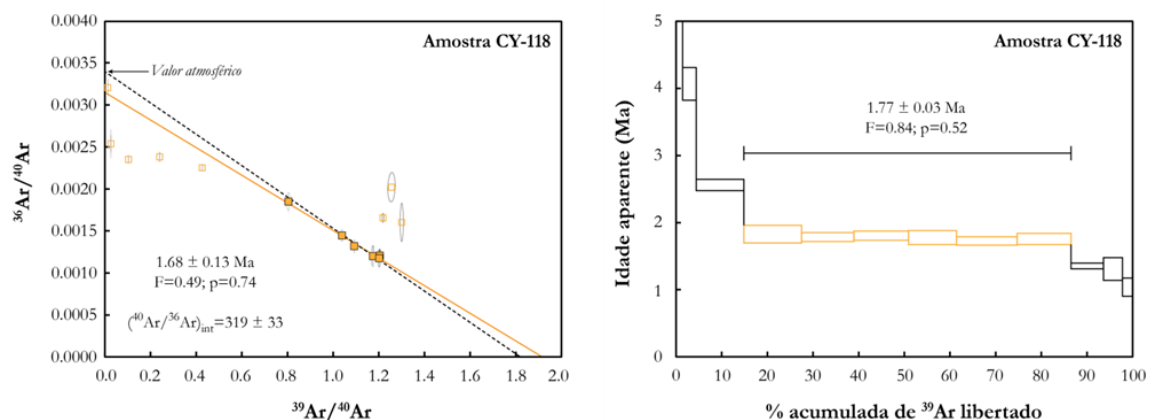 Amostra CY-118
Valor atmosférico
0.0040
0.0035
0.0030
0.0025
0.0020
0.0015
0.0010
0.0005
0.0000
³⁶Ar/⁴⁰Ar
1.68 ± 0.13 Ma
F=0.49; p=0.74
(⁴⁰Ar/³⁶Ar)int=319 ± 33
0.0 0.2 0.4 0.6 0.8 1.0 1.2 1.4 1.6 1.8 2.0
³⁹Ar/⁴⁰Ar
Amostra CY-118
5
4
3
2
1
0
Idade aparente (Ma)
1.77 ± 0.03 Ma
F=0.84; p=0.52
0 10 20 30 40 50 60 70 80 90 100
% acumulada de ³⁹Ar libertado